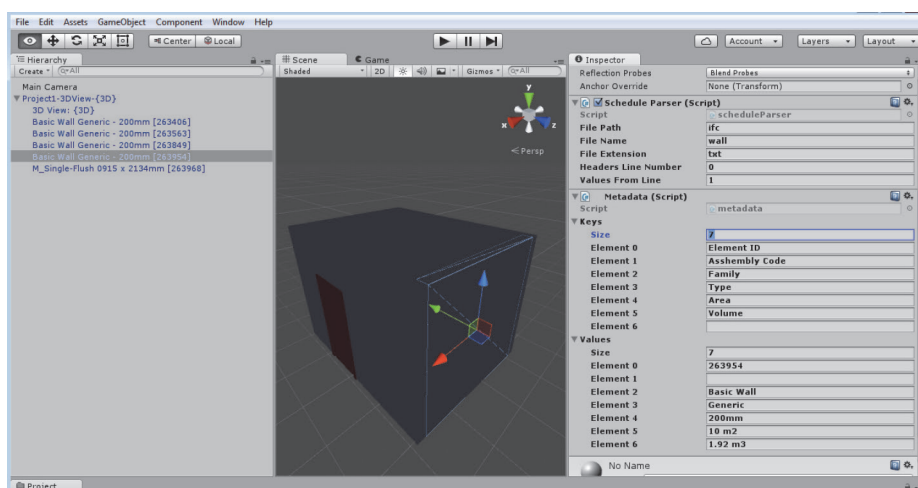 File Edit Assets GameObject Component Window Help
Center Local Account Layers Layout
Hierarchy
Create All
Main Camera
Project1-3DView-{3D}
3D View: {3D}
Basic Wall Generic - 200mm [263406]
Basic Wall Generic - 200mm [263563]
Basic Wall Generic - 200mm [263849]
Basic Wall Generic - 200mm [263954]
M_Single-Flush 0915 x 2134mm [263968]
Scene Game
Shaded 2D Gizmos All
y
x z
Persp
Inspector
Reflection Probes Blend Probes
Anchor Override None (Transform)
Schedule Parser (Script)
Script scheduleParser
File Path ifc
File Name wall
File Extension txt
Headers Line Number 0
Values From Line 1
Metadata (Script)
Script metadata
Keys
Size 7
Element 0 Element ID
Element 1 Asshembly Code
Element 2 Family
Element 3 Type
Element 4 Area
Element 5 Volume
Element 6
Values
Size 7
Element 0 263954
Element 1
Element 2 Basic Wall
Element 3 Generic
Element 4 200mm
Element 5 10 m2
Element 6 1.92 m3
No Name
Project